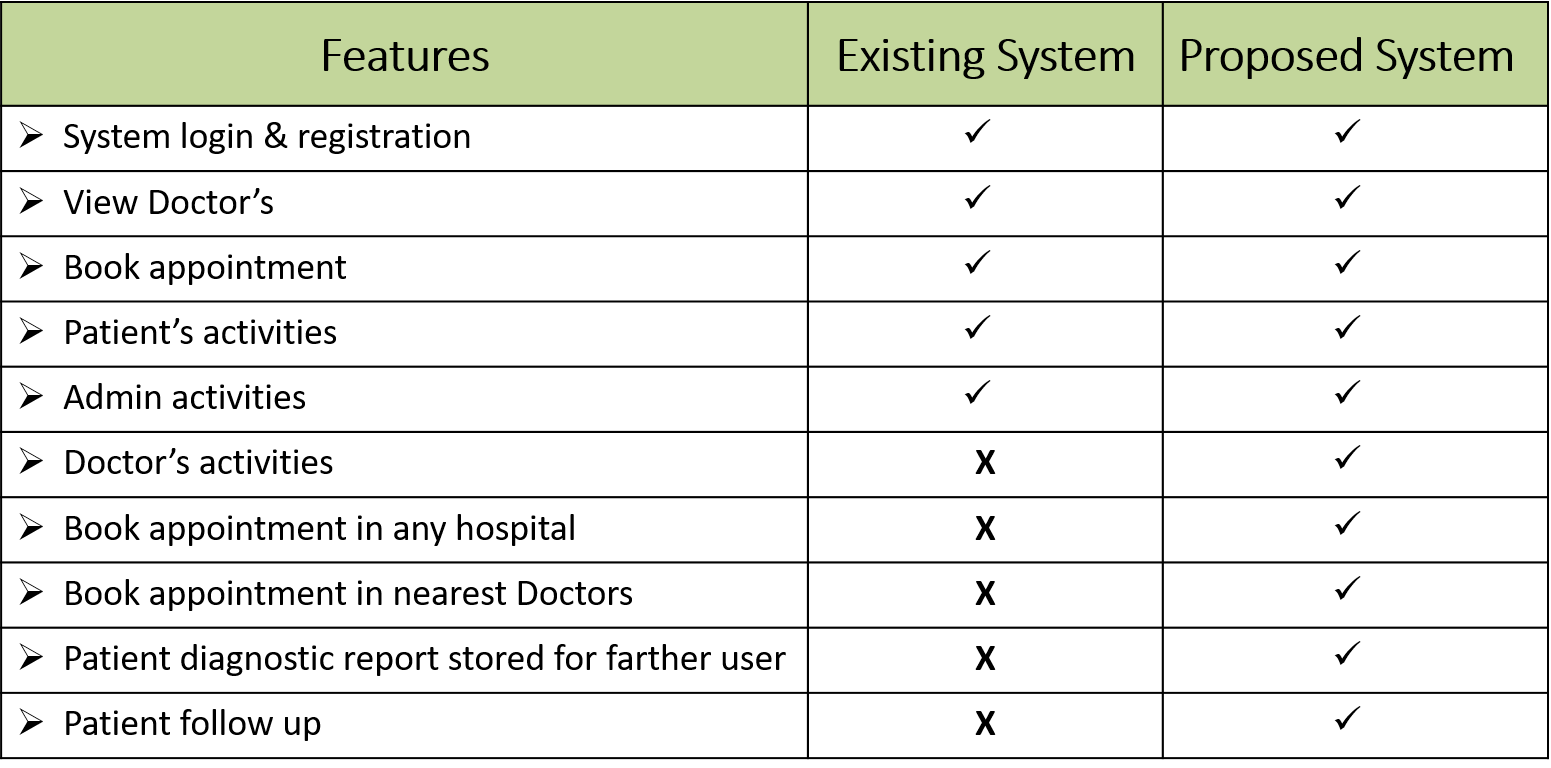 Features Existing System Proposed System
➢ System login & registration ✓ ✓
➢ View Doctor’s ✓ ✓
➢ Book appointment ✓ ✓
➢ Patient’s activities ✓ ✓
➢ Admin activities ✓ ✓
➢ Doctor’s activities X ✓
➢ Book appointment in any hospital X ✓
➢ Book appointment in nearest Doctors X ✓
➢ Patient diagnostic report stored for farther user X ✓
➢ Patient follow up X ✓